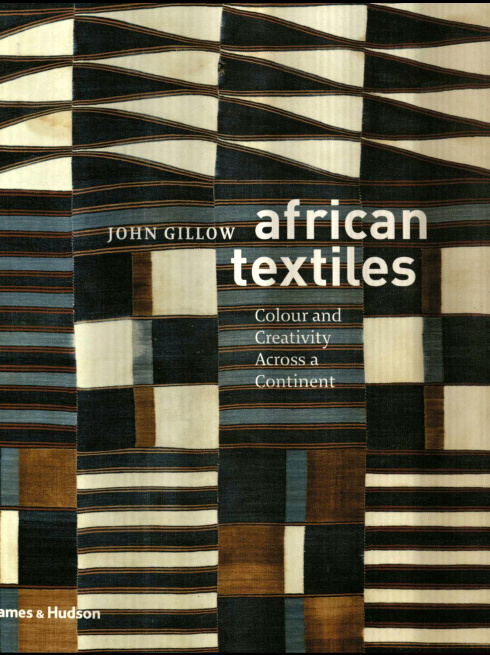 JOHN GILLOW african
textiles
Colour and
Creativity
Across a
Continent
ames & Hudson